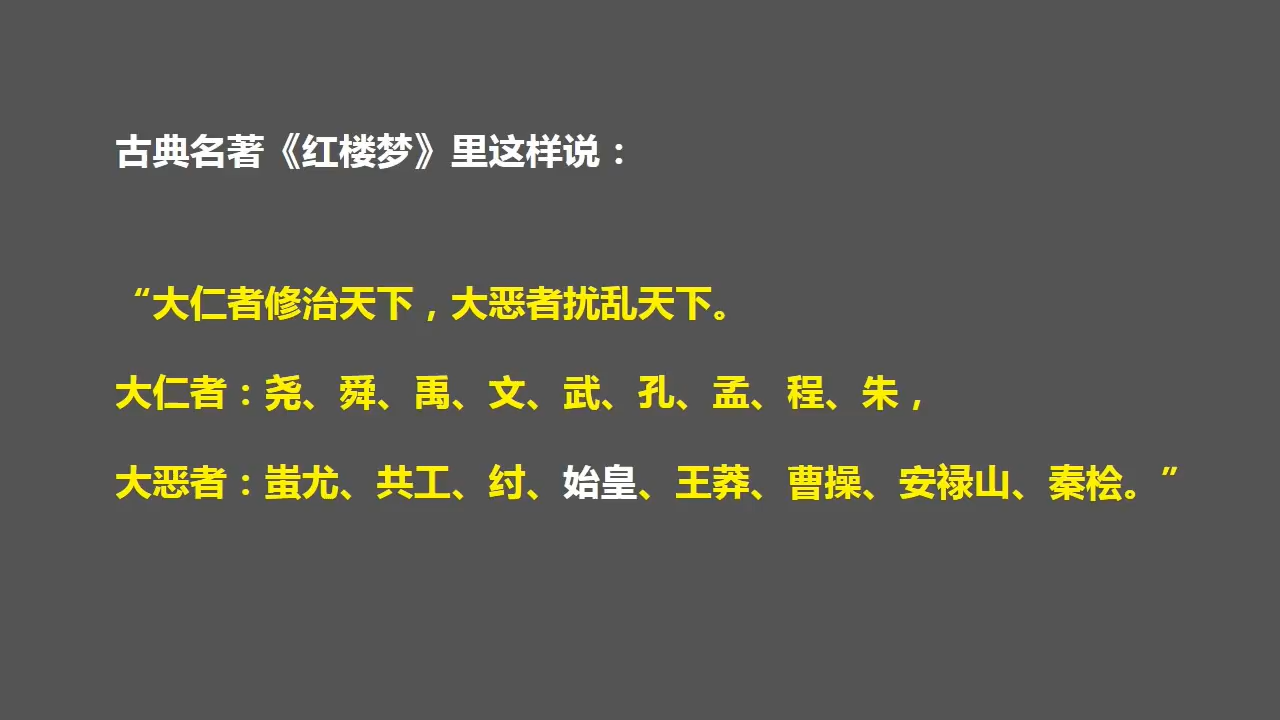 古典名著《红楼梦》里这样说：
“大仁者修治天下，大恶者扰乱天下。
大仁者：尧、舜、禹、文、武、孔、孟、程、朱，
大恶者：蚩尤、共工、纣、始皇、王莽、曹操、安禄山、秦桧。”